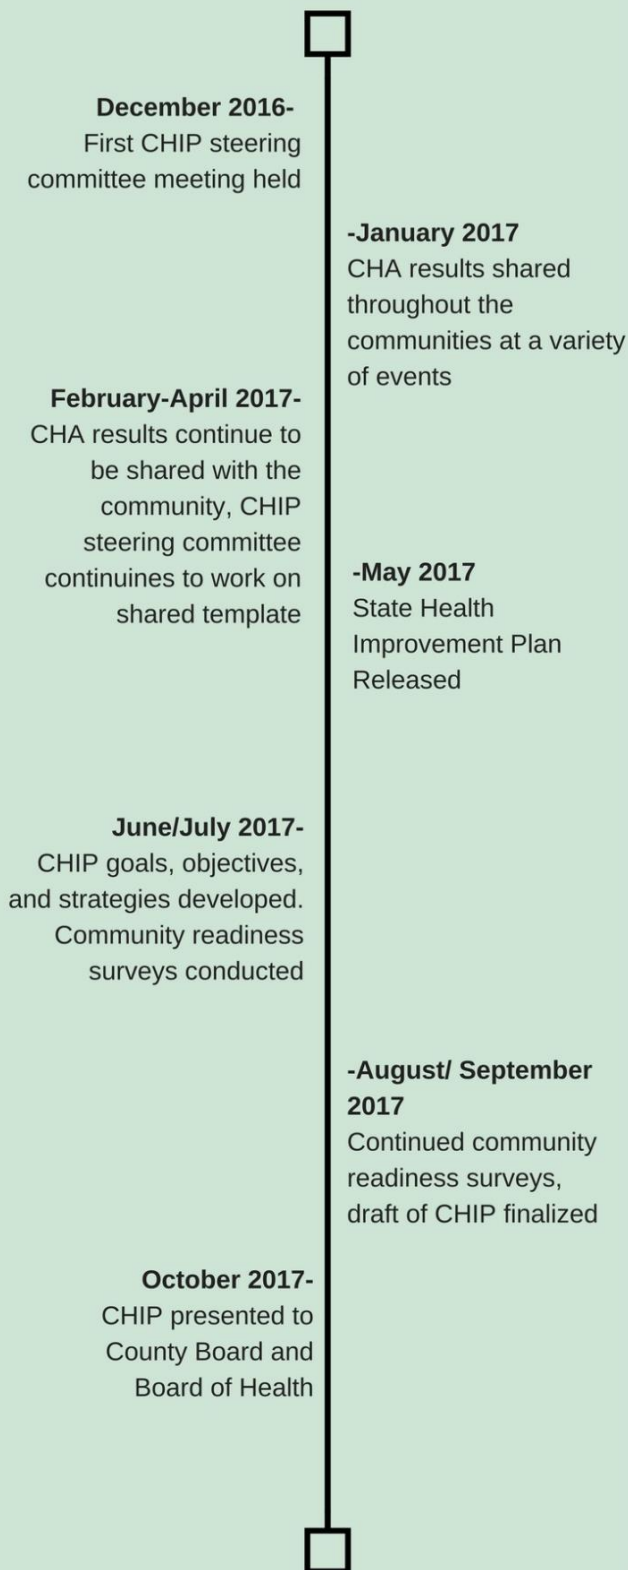 December 2016-
First CHIP steering
committee meeting held
-January 2017
CHA results shared
throughout the
communities at a variety
of events
February-April 2017-
CHA results continue to
be shared with the
community, CHIP
steering committee
continuines to work on
shared template
-May 2017
State Health
Improvement Plan
Released
June/July 2017-
CHIP goals, objectives,
and strategies developed.
Community readiness
surveys conducted
-August/ September
2017
Continued community
readiness surveys,
draft of CHIP finalized
October 2017-
CHIP presented to
County Board and
Board of Health